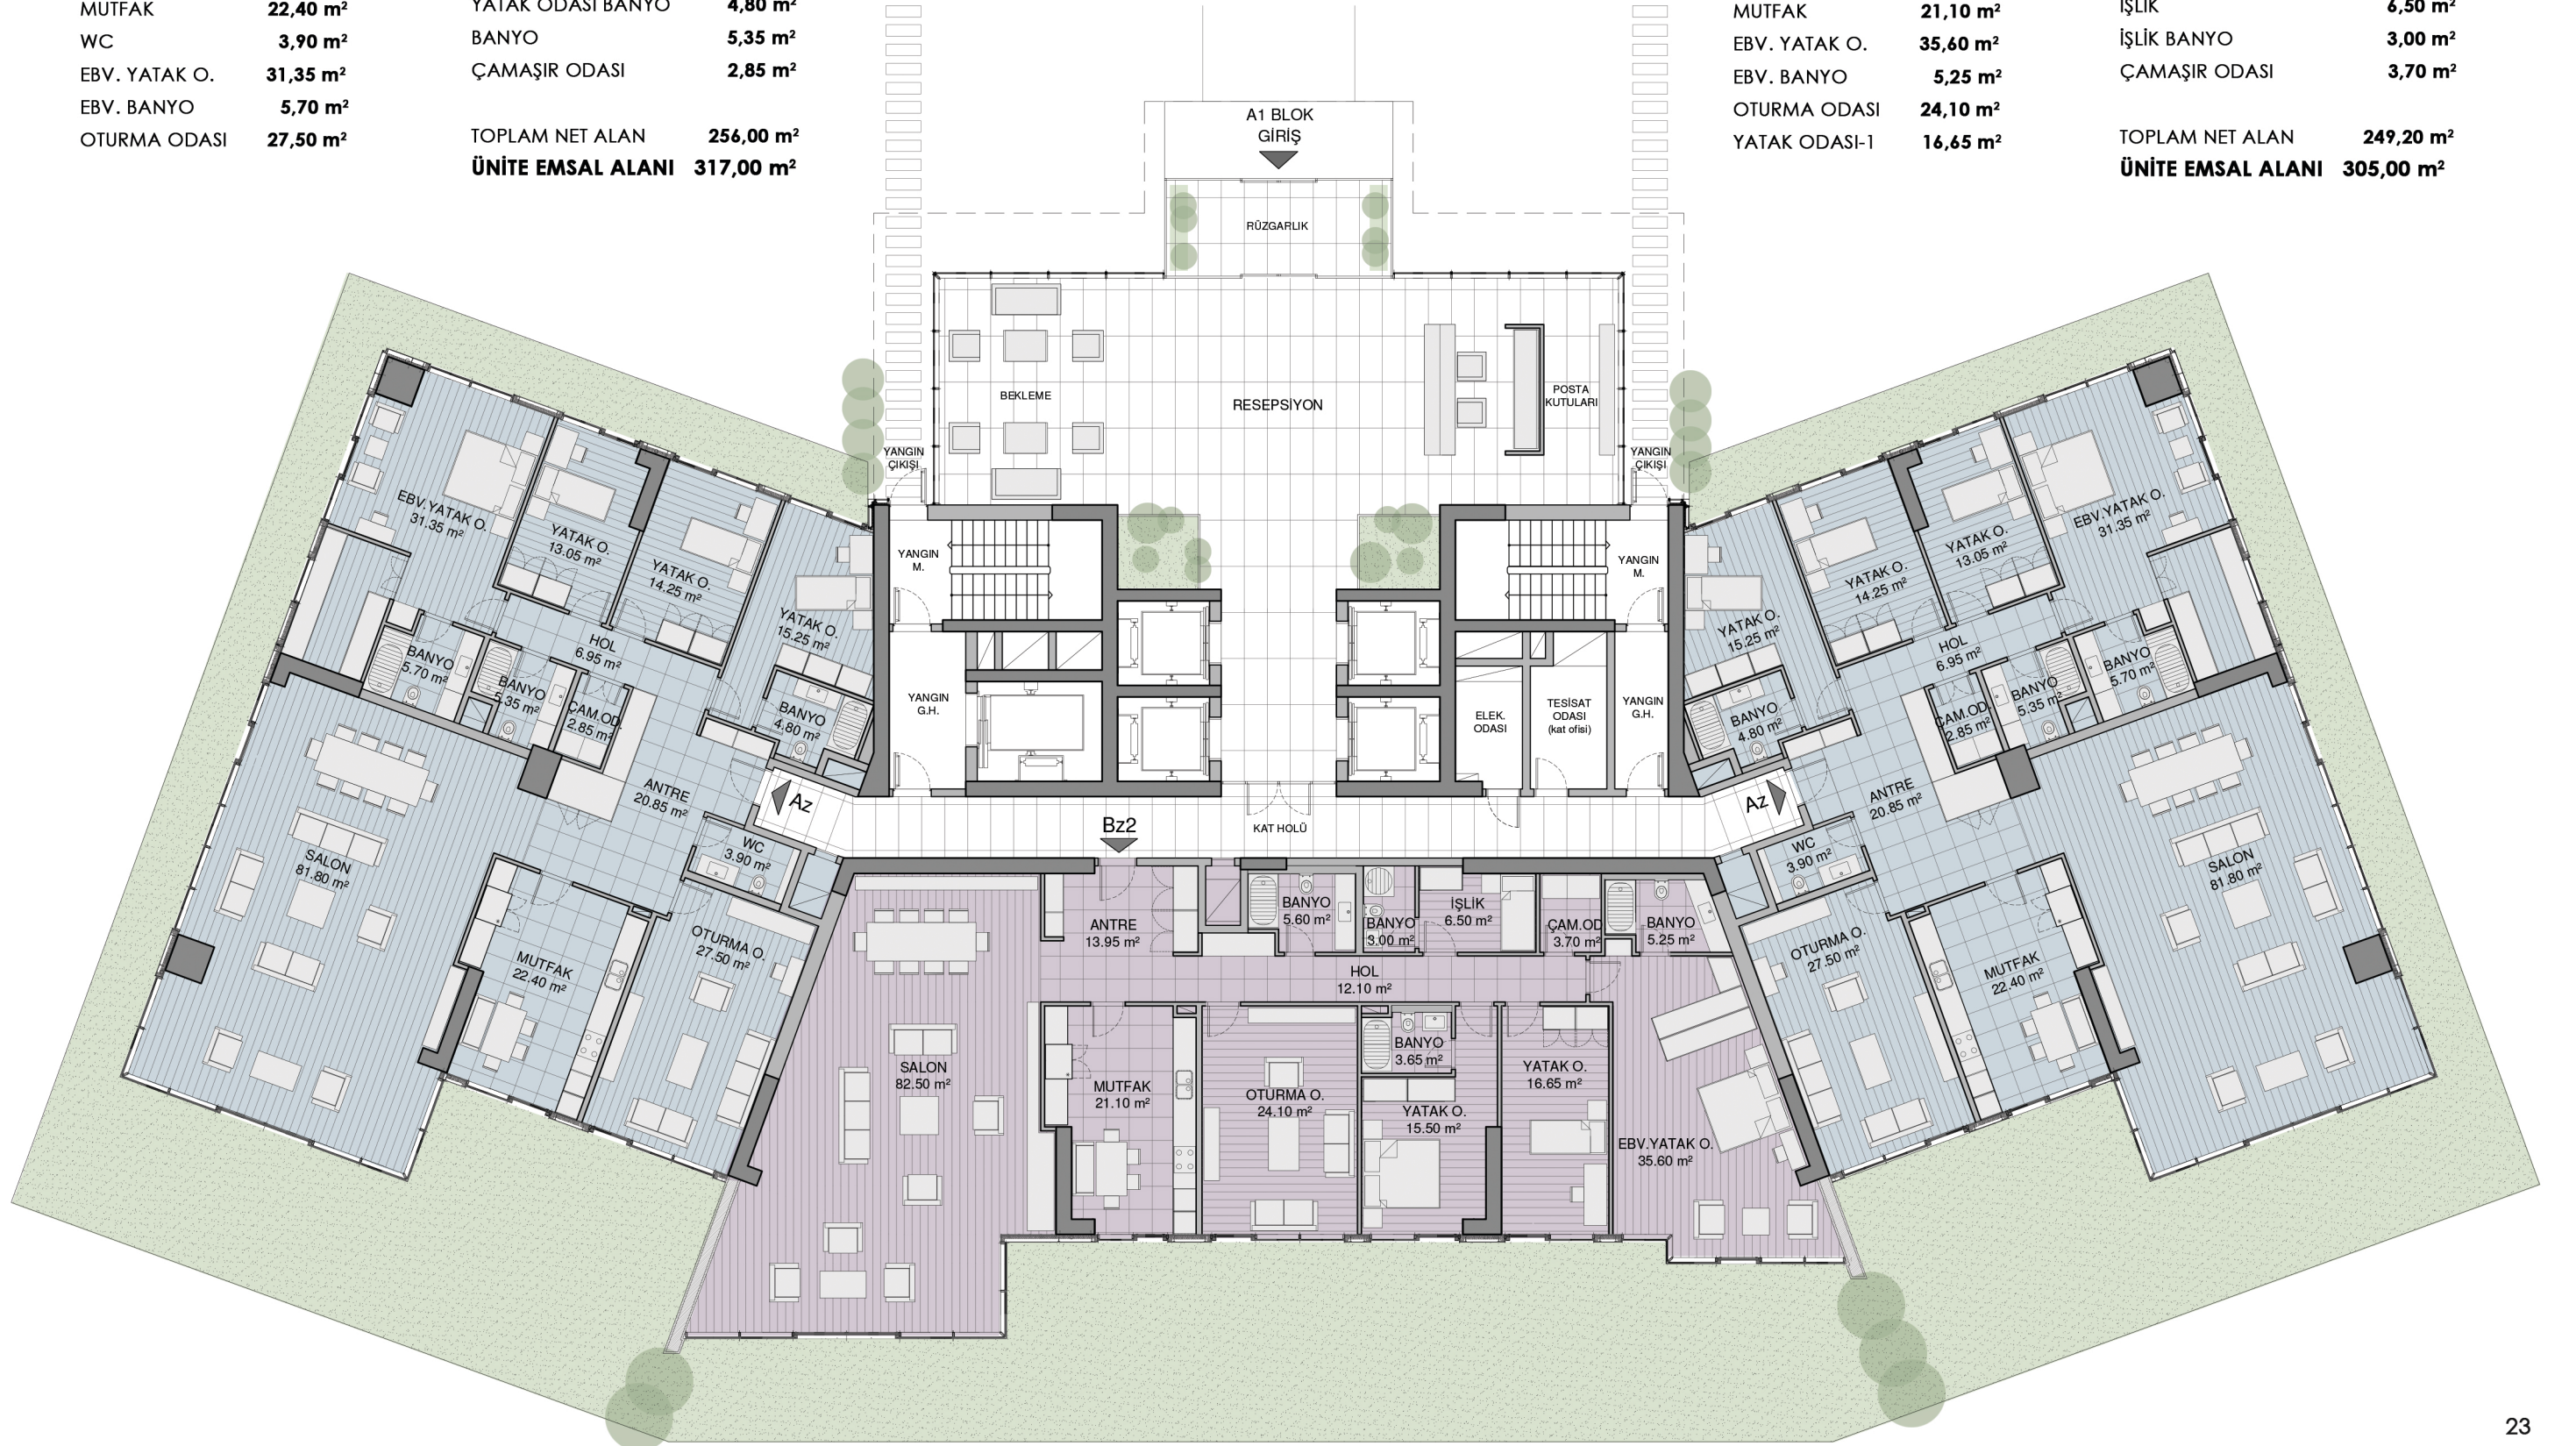 MUTFAK 22,40 m²
WC 3,90 m²
EBV. YATAK O. 31,35 m²
EBV. BANYO 5,70 m²
OTURMA ODASI 27,50 m²
YATAK ODASI BANYO 4,80 m²
BANYO 5,35 m²
ÇAMAŞIR ODASI 2,85 m²
TOPLAM NET ALAN 256,00 m²
ÜNİTE EMSAL ALANI 317,00 m²
MUTFAK 21,10 m²
EBV. YATAK O. 35,60 m²
EBV. BANYO 5,25 m²
OTURMA ODASI 24,10 m²
YATAK ODASI-1 16,65 m²
İŞLİK 6,50 m²
İŞLİK BANYO 3,00 m²
ÇAMAŞIR ODASI 3,70 m²
TOPLAM NET ALAN 249,20 m²
ÜNİTE EMSAL ALANI 305,00 m²
A1 BLOK
GİRİŞ
RÜZGARLIK
BEKLEME
RESEPSİYON
POSTA
KUTULARI
YANGIN
ÇIKIŞI
YANGIN
ÇIKIŞI
YANGIN
M.
YANGIN
M.
YANGIN
G.H.
ELEK.
ODASI
TESİSAT
ODASI
(kat ofisi)
YANGIN
G.H.
KAT HOLÜ
Az
Bz2
Az
EBV.YATAK O.
31.35 m²
YATAK O.
13.05 m²
YATAK O.
14.25 m²
YATAK O.
15.25 m²
HOL
6.95 m²
BANYO
5.70 m²
BANYO
5.35 m²
ÇAM.OD.
2.85 m²
BANYO
4.80 m²
ANTRE
20.85 m²
WC
3.90 m²
SALON
81.80 m²
MUTFAK
22.40 m²
OTURMA O.
27.50 m²
SALON
82.50 m²
ANTRE
13.95 m²
BANYO
5.60 m²
BANYO
3.00 m²
İŞLİK
6.50 m²
ÇAM.OD
3.70 m²
BANYO
5.25 m²
HOL
12.10 m²
MUTFAK
21.10 m²
OTURMA O.
24.10 m²
BANYO
3.65 m²
YATAK O.
15.50 m²
YATAK O.
16.65 m²
EBV.YATAK O.
35.60 m²
YATAK O.
15.25 m²
YATAK O.
14.25 m²
YATAK O.
13.05 m²
EBV.YATAK O.
31.35 m²
HOL
6.95 m²
BANYO
4.80 m²
ÇAM.OD.
2.85 m²
BANYO
5.35 m²
BANYO
5.70 m²
ANTRE
20.85 m²
WC
3.90 m²
SALON
81.80 m²
OTURMA O.
27.50 m²
MUTFAK
22.40 m²
23